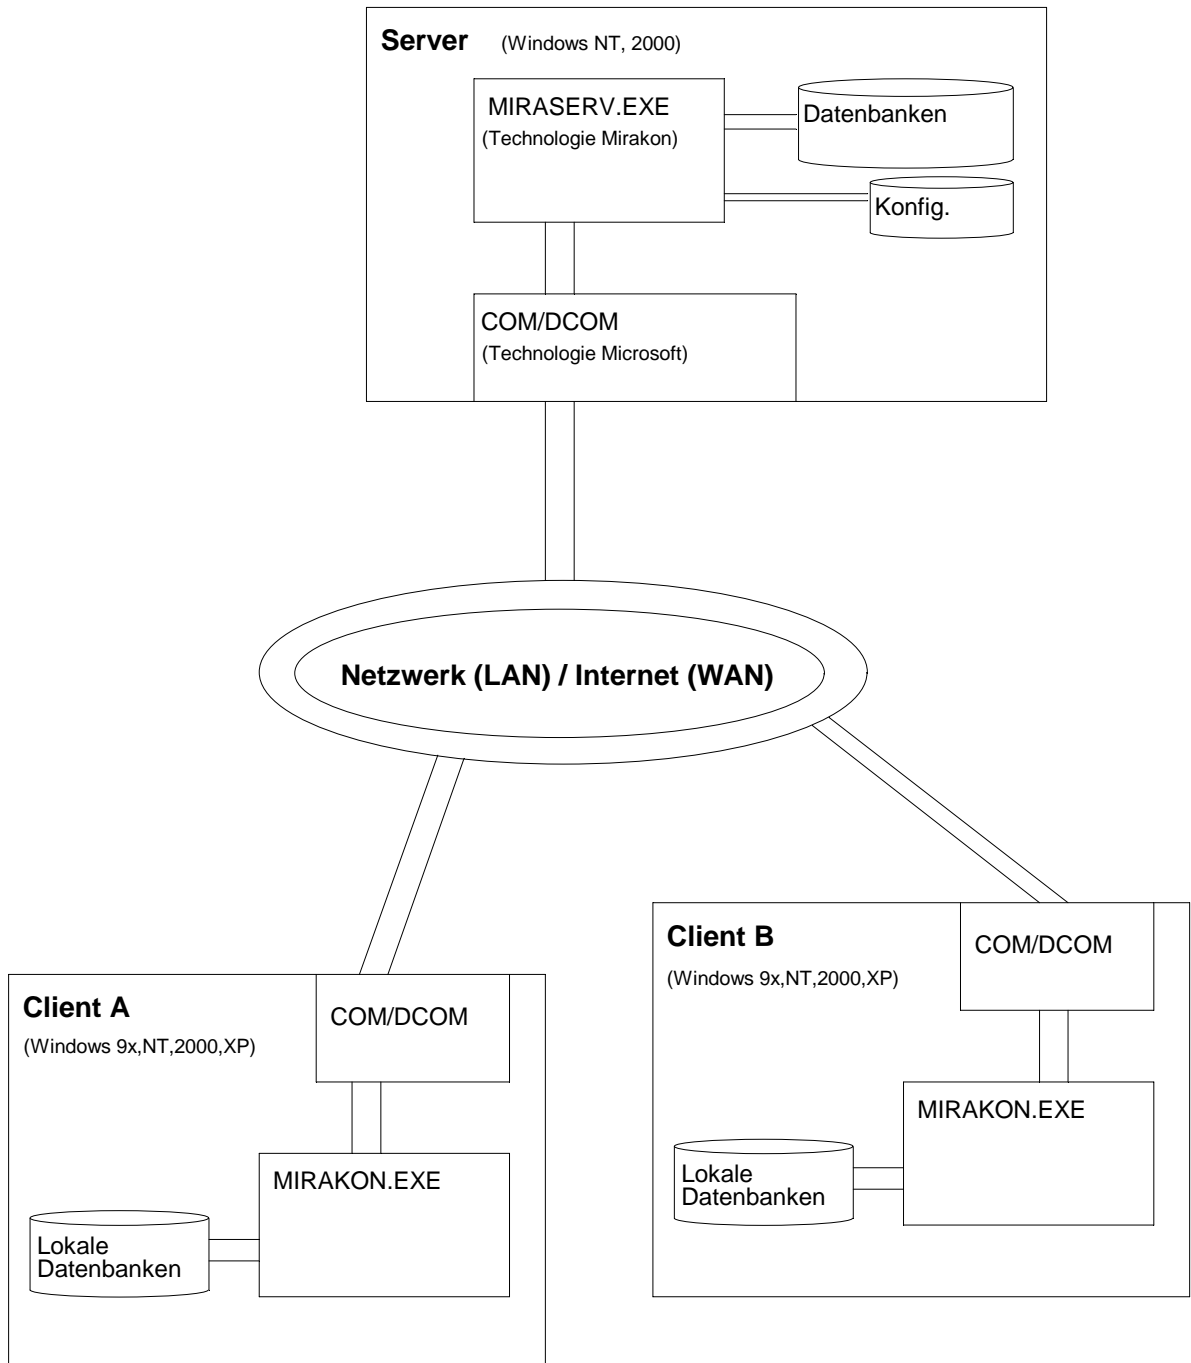 Server (Windows NT, 2000)
MIRASERV.EXE
(Technologie Mirakon)
Datenbanken
Konfig.
COM/DCOM
(Technologie Microsoft)
Netzwerk (LAN) / Internet (WAN)
Client B
(Windows 9x,NT,2000,XP)
COM/DCOM
MIRAKON.EXE
Lokale
Datenbanken
Client A
(Windows 9x,NT,2000,XP)
COM/DCOM
MIRAKON.EXE
Lokale
Datenbanken